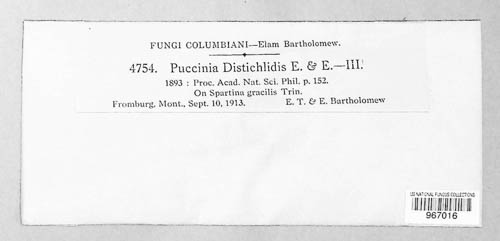 FUNGI COLUMBIANI—Elam Bartholomew.
4754. Puccinia Distichlidis E. & E.—III.
1893 : Proc. Acad. Nat. Sci. Phil. p. 152.
On Spartina gracilis Trin.
Fromburg, Mont., Sept. 10, 1913. E. T. & E. Bartholomew
US NATIONAL FUNGUS COLLECTIONS
967016